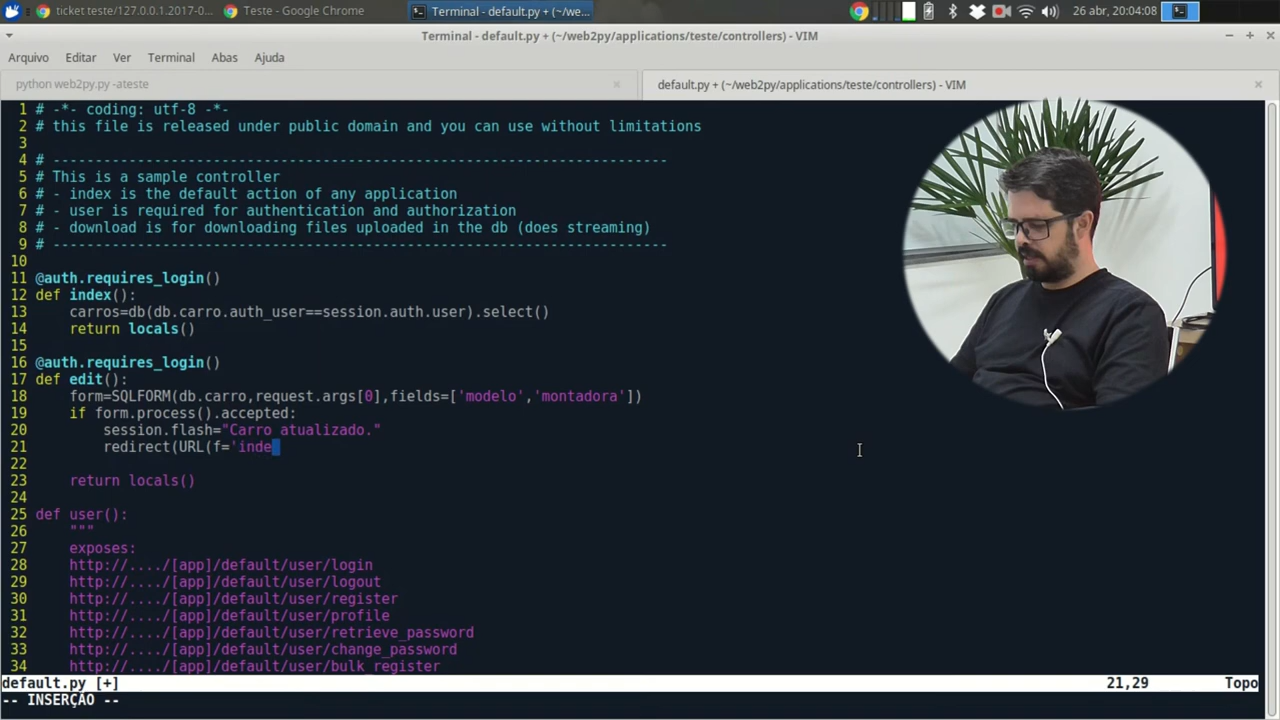 ticket teste/127.0.0.1.2017-0...
Teste - Google Chrome
Terminal - default.py + (~/we...
26 abr, 20:04:08
Terminal - default.py + (~/web2py/applications/teste/controllers) - VIM
Arquivo Editar Ver Terminal Abas Ajuda
python web2py.py -ateste
default.py + (~/web2py/applications/teste/controllers) - VIM
1 # -*- coding: utf-8 -*-
2 # this file is released under public domain and you can use without limitations
3
4 # -------------------------------------------------------------------------
5 # This is a sample controller
6 # - index is the default action of any application
7 # - user is required for authentication and authorization
8 # - download is for downloading files uploaded in the db (does streaming)
9 # -------------------------------------------------------------------------
10
11 @auth.requires_login()
12 def index():
13     carros=db(db.carro.auth_user==session.auth.user).select()
14     return locals()
15
16 @auth.requires_login()
17 def edit():
18     form=SQLFORM(db.carro,request.args[0],fields=['modelo','montadora'])
19     if form.process().accepted:
20         session.flash="Carro atualizado."
21         redirect(URL(f='inde
22
23     return locals()
24
25 def user():
26     """
27     exposes:
28     http://..../[app]/default/user/login
29     http://..../[app]/default/user/logout
30     http://..../[app]/default/user/register
31     http://..../[app]/default/user/profile
32     http://..../[app]/default/user/retrieve_password
33     http://..../[app]/default/user/change_password
34     http://..../[app]/default/user/bulk_register
default.py [+] 21,29 Topo
-- INSERÇÃO --